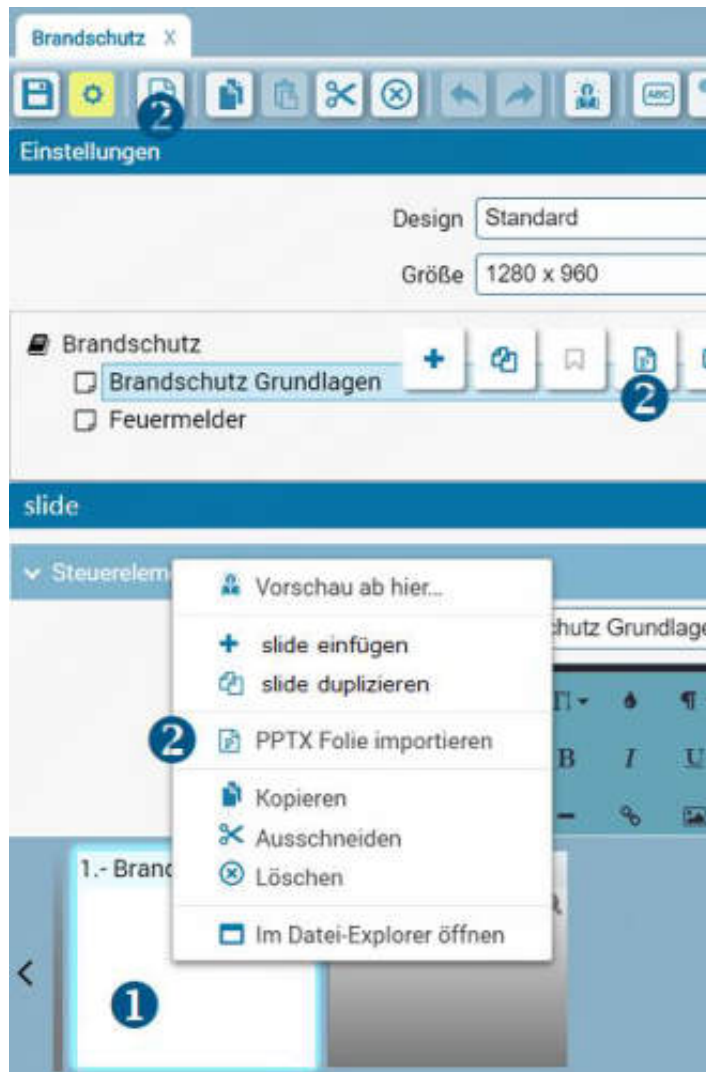 Brandschutz X
2
ABC
Einstellungen
Design Standard
Größe 1280 x 960
Brandschutz
Brandschutz Grundlagen
2
Feuermelder
slide
Steuerelem
Vorschau ab hier...
chutz Grundlage
slide einfügen
slide duplizieren
2 PPTX Folie importieren
B I U
Kopieren
Ausschneiden
1.- Branc
Löschen
Im Datei-Explorer öffnen
1